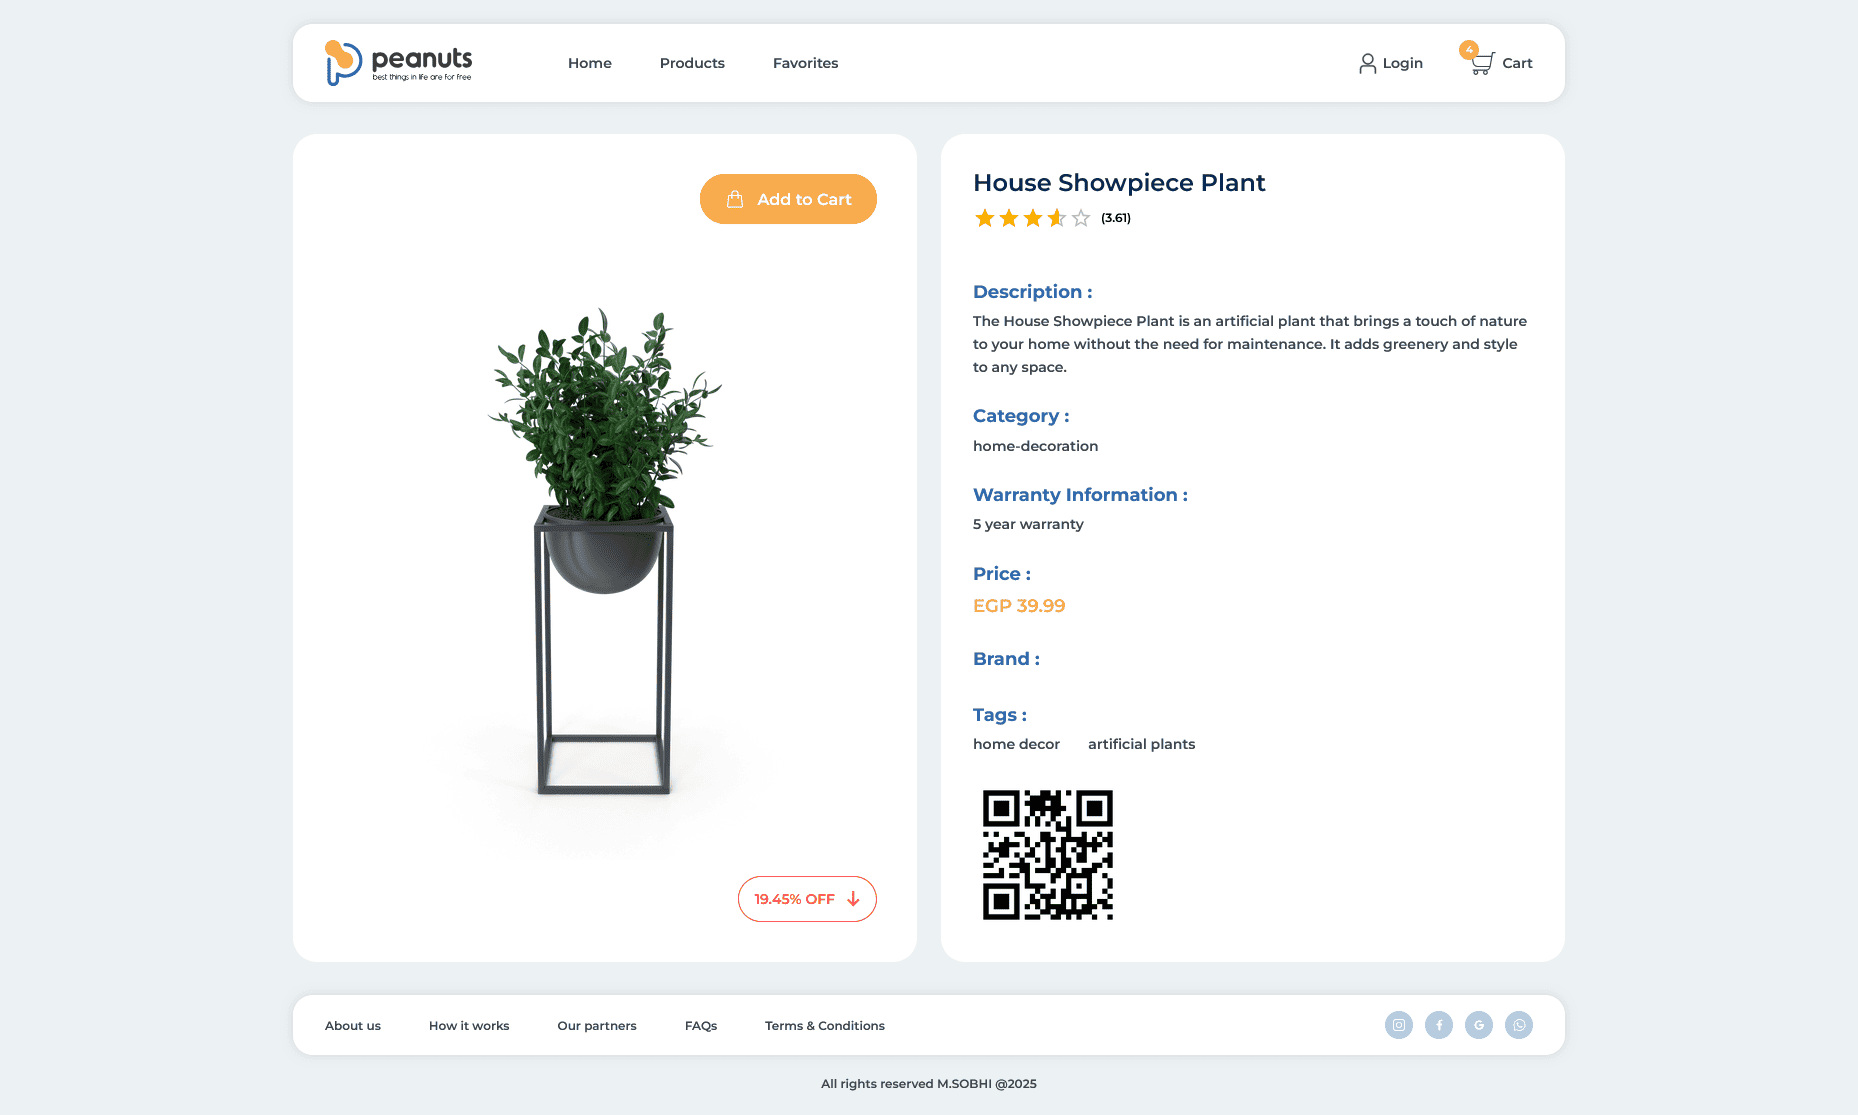 peanuts
best things in life are for free
Home
Products
Favorites
Login
4
Cart
Add to Cart
19.45% OFF
House Showpiece Plant
(3.61)
Description :
The House Showpiece Plant is an artificial plant that brings a touch of nature
to your home without the need for maintenance. It adds greenery and style
to any space.
Category :
home-decoration
Warranty Information :
5 year warranty
Price :
EGP 39.99
Brand :
Tags :
home decor artificial plants
About us
How it works
Our partners
FAQs
Terms & Conditions
All rights reserved M.SOBHI @2025